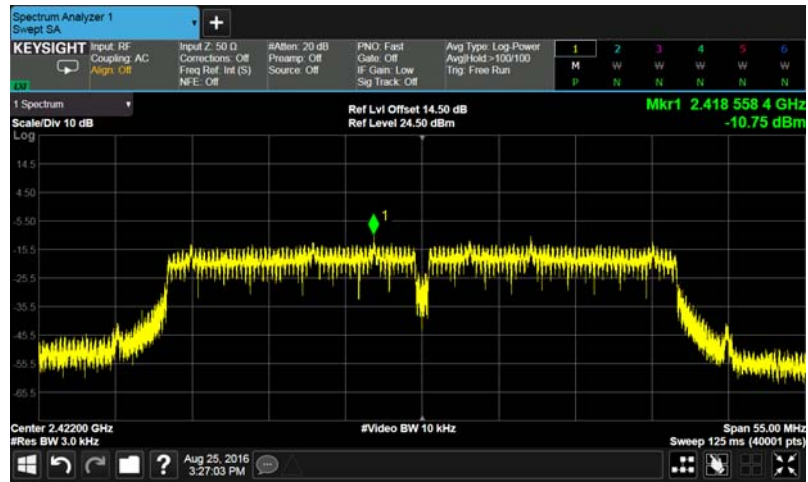 Spectrum Analyzer 1
Swept SA
+
KEYSIGHT
Input: RF
Coupling: AC
Align: Off
Input Z: 50 Ω
Corrections: Off
Freq Ref: Int (S)
NFE: Off
#Atten: 20 dB
Preamp: Off
Source: Off
PNO: Fast
Gate: Off
IF Gain: Low
Sig Track: Off
Avg Type: Log-Power
Avg|Hold:>100/100
Trig: Free Run
1 2 3 4 5 6
M W W W W W
P N N N N N
LXI
1 Spectrum
Scale/Div 10 dB
Ref Lvl Offset 14.50 dB
Ref Level 24.50 dBm
Mkr1 2.418 558 4 GHz
-10.75 dBm
Log
14.5
4.50
-5.50
-15.5
-25.5
-35.5
-45.5
-55.5
-65.5
1
Center 2.42200 GHz
#Res BW 3.0 kHz
#Video BW 10 kHz
Span 55.00 MHz
Sweep 125 ms (40001 pts)
?
Aug 25, 2016
3:27:03 PM